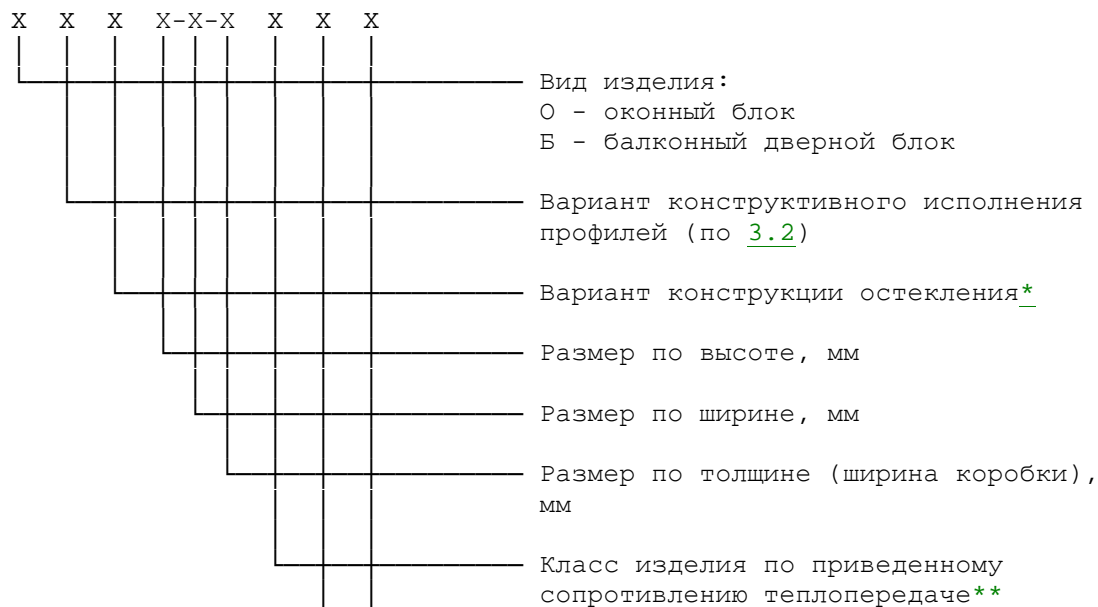 X X X X-X-X X X X
Вид изделия:
О - оконный блок
Б - балконный дверной блок
Вариант конструктивного исполнения
профилей (по 3.2)
Вариант конструкции остекления*
Размер по высоте, мм
Размер по ширине, мм
Размер по толщине (ширина коробки),
мм
Класс изделия по приведенному
сопротивлению теплопередаче**